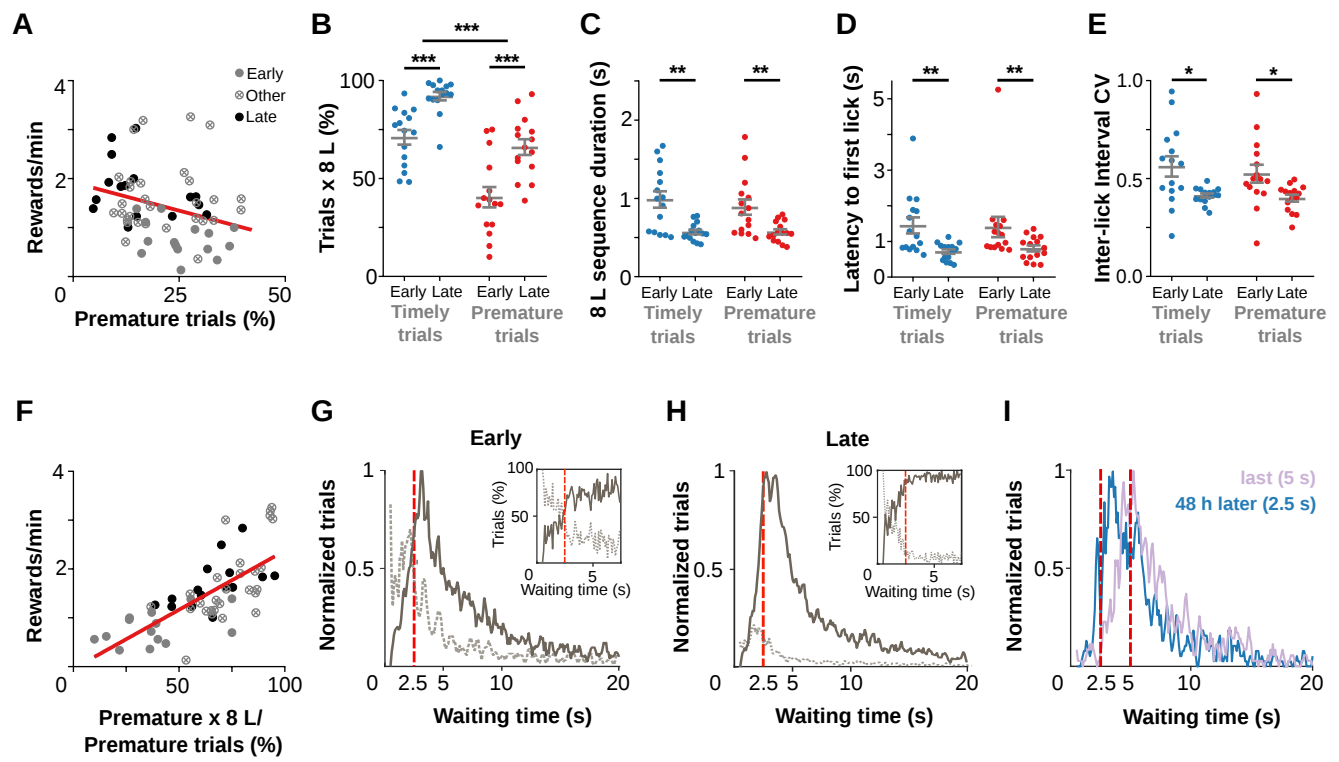 A
Rewards/min
4
2
0
0
25
50
Premature trials (%)
Early
Other
Late
B
Trials x 8 L (%)
100
50
0
***
***
***
Early Late
Early Late
Timely
trials
Premature
trials
C
8 L sequence duration (s)
2
1
0
**
**
Early Late
Early Late
Timely
trials
Premature
trials
D
Latency to first lick (s)
5
3
1
0
**
**
Early Late
Early Late
Timely
trials
Premature
trials
E
Inter-lick Interval CV
1.0
0.5
0.0
*
*
Early Late
Early Late
Timely
trials
Premature
trials
F
Rewards/min
4
2
0
0
50
100
Premature x 8 L/
Premature trials (%)
G
Early
Normalized trials
1
0.5
0
2.5
5
10
20
Waiting time (s)
Trials (%)
100
50
0
5
Waiting time (s)
H
Late
Normalized trials
1
0.5
0
2.5
5
10
20
Waiting time (s)
Trials (%)
100
50
0
5
Waiting time (s)
I
Normalized trials
1
0.5
0
2.5
5
10
20
Waiting time (s)
last (5 s)
48 h later (2.5 s)